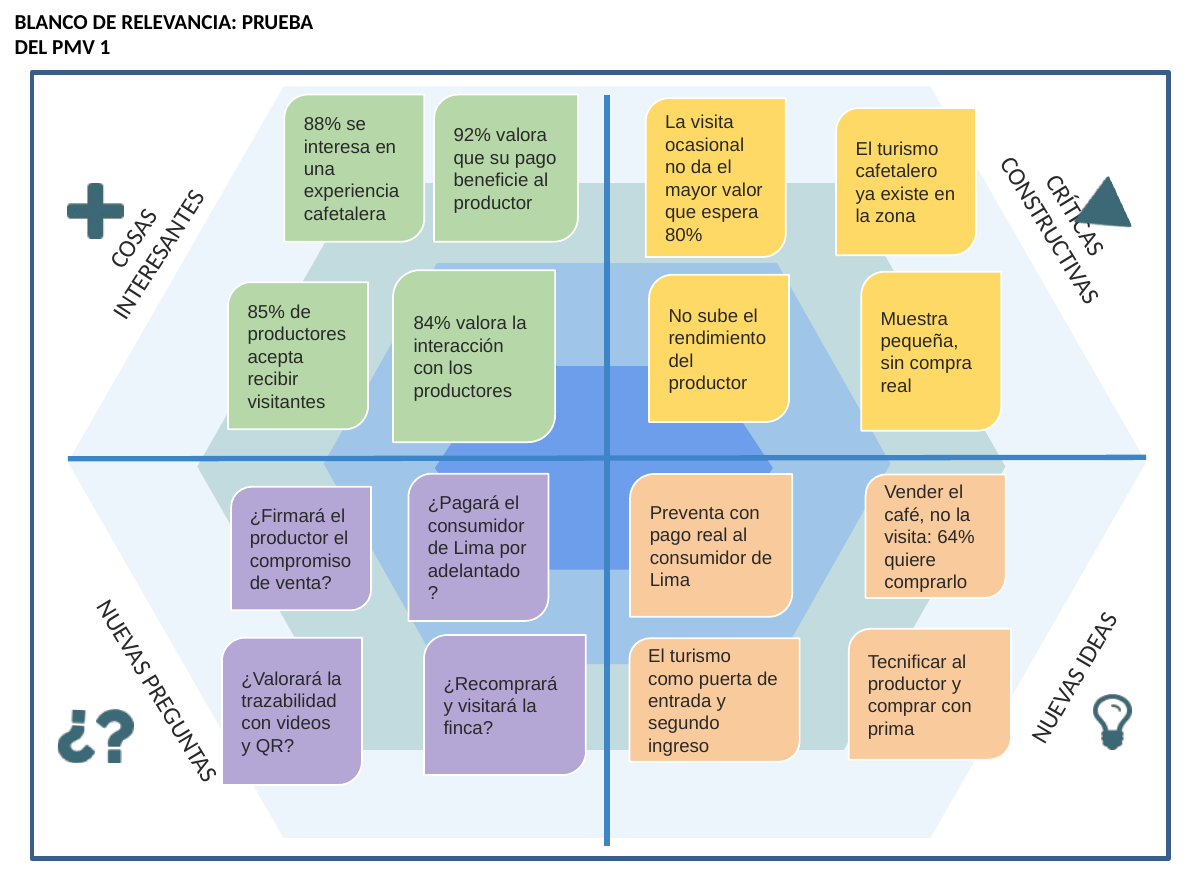 BLANCO DE RELEVANCIA: PRUEBA
DEL PMV 1
COSAS
INTERESANTES
88% se
interesa en
una
experiencia
cafetalera
92% valora
que su pago
beneficie al
productor
85% de
productores
acepta
recibir
visitantes
84% valora la
interacción
con los
productores
CRÍTICAS
CONSTRUCTIVAS
La visita
ocasional
no da el
mayor valor
que espera
80%
El turismo
cafetalero
ya existe en
la zona
No sube el
rendimiento
del
productor
Muestra
pequeña,
sin compra
real
NUEVAS PREGUNTAS
¿Firmará el
productor el
compromiso
de venta?
¿Pagará el
consumidor
de Lima por
adelantado
?
¿Valorará la
trazabilidad
con videos
y QR?
¿Recomprará
y visitará la
finca?
¿?
NUEVAS IDEAS
Preventa con
pago real al
consumidor de
Lima
Vender el
café, no la
visita: 64%
quiere
comprarlo
El turismo
como puerta de
entrada y
segundo
ingreso
Tecnificar al
productor y
comprar con
prima